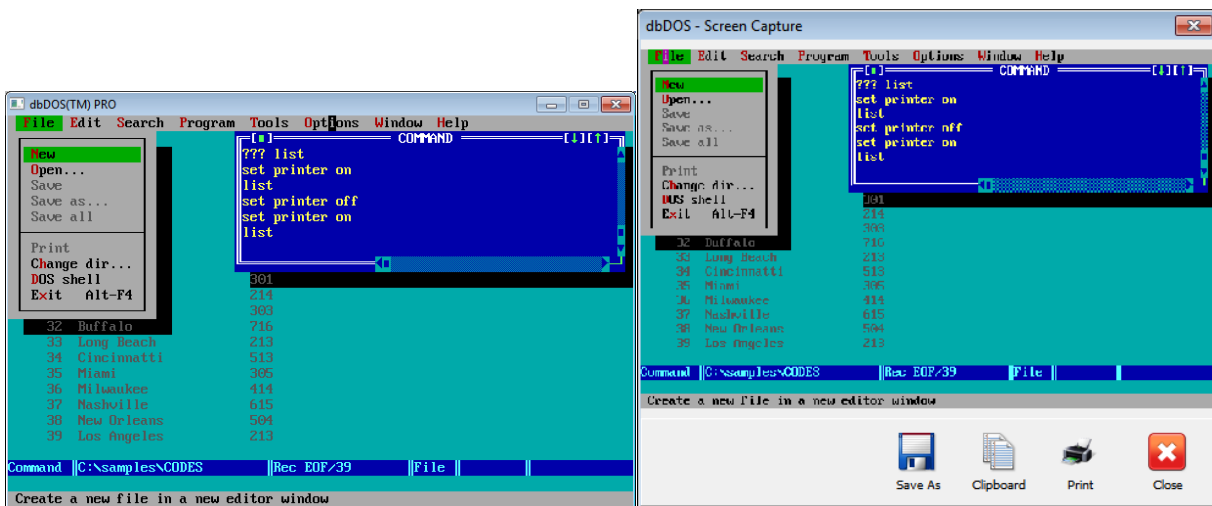 dbDOS(TM) PRO
File Edit Search Program Tools Options Window Help
New
Open...
Save
Save as...
Save all
Print
Change dir...
DOS shell
Exit Alt-F4
COMMAND
??? list
set printer on
list
set printer off
set printer on
list
301
214
303
32 Buffalo 716
33 Long Beach 213
34 Cincinnatti 513
35 Miami 305
36 Milwaukee 414
37 Nashville 615
38 New Orleans 504
39 Los Angeles 213
Command C:\samples\CODES Rec EOF/39 File
Create a new file in a new editor window
dbDOS - Screen Capture
File Edit Search Program Tools Options Window Help
New
Open...
Save
Save as...
Save all
Print
Change dir...
DOS shell
Exit Alt-F4
COMMAND
??? list
set printer on
list
set printer off
set printer on
list
301
214
303
32 Buffalo 716
33 Long Beach 213
34 Cincinnatti 513
35 Miami 305
36 Milwaukee 414
37 Nashville 615
38 New Orleans 504
39 Los Angeles 213
Command C:\samples\CODES Rec EOF/39 File
Create a new file in a new editor window
Save As Clipboard Print Close